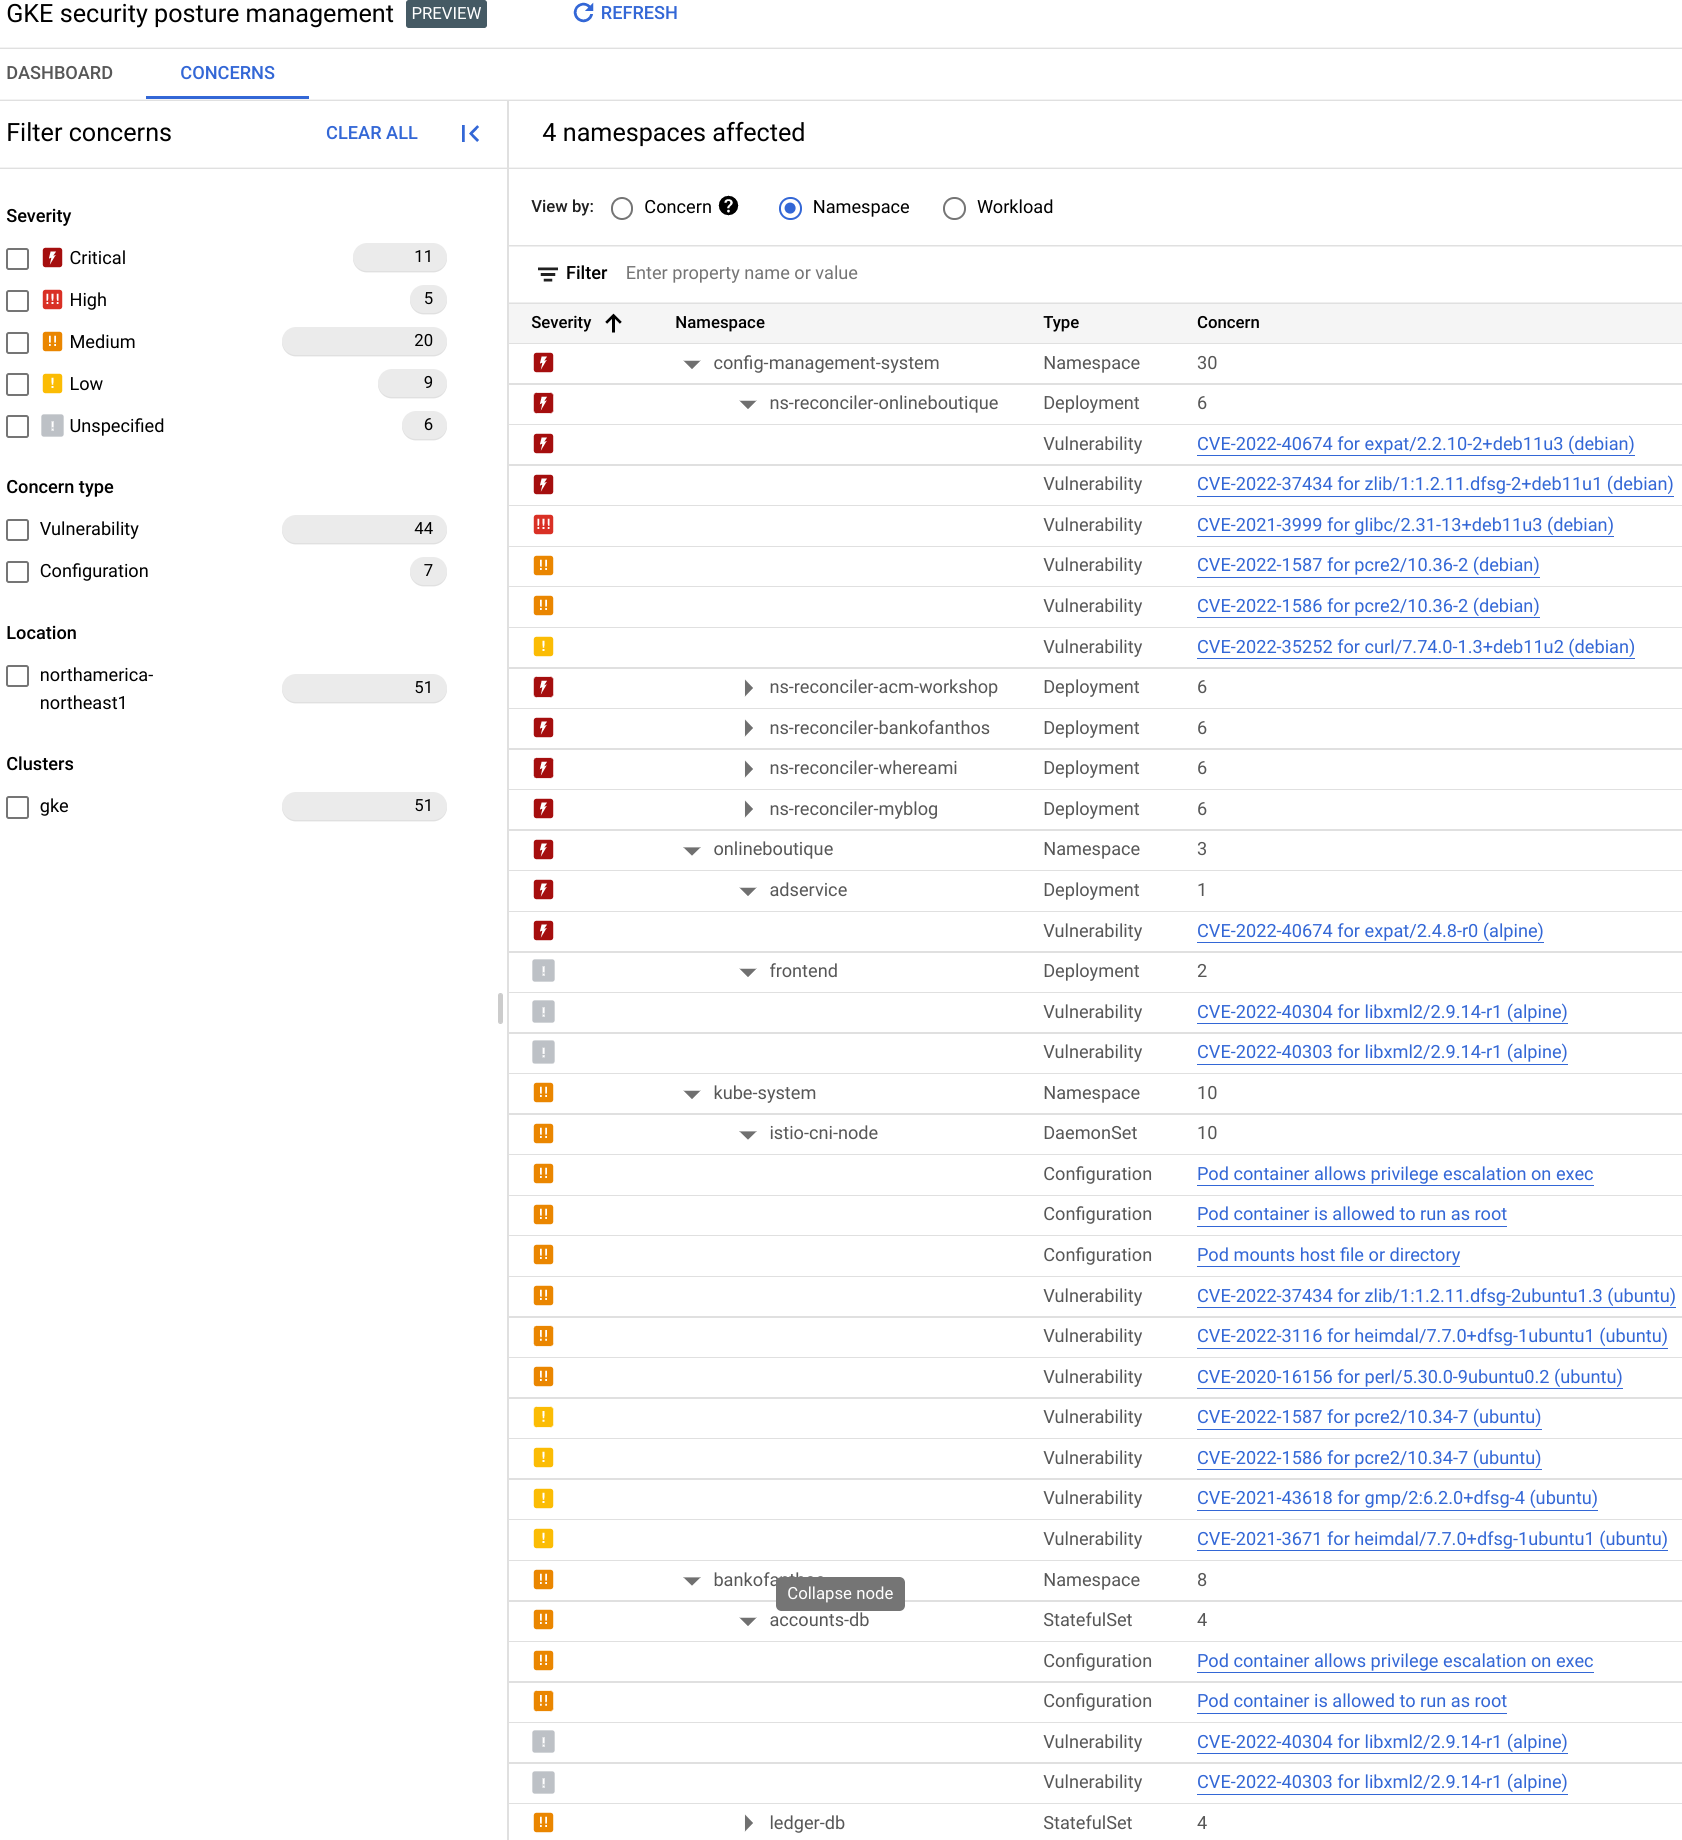 GKE security posture management PREVIEW REFRESH
DASHBOARD CONCERNS
Filter concerns CLEAR ALL
Severity
Critical 11
High 5
Medium 20
Low 9
Unspecified 6
Concern type
Vulnerability 44
Configuration 7
Location
northamerica-
northeast1 51
Clusters
gke 51
4 namespaces affected
View by: Concern Namespace Workload
Filter Enter property name or value
Severity Namespace Type Concern
config-management-system Namespace 30
ns-reconciler-onlineboutique Deployment 6
Vulnerability CVE-2022-40674 for expat/2.2.10-2+deb11u3 (debian)
Vulnerability CVE-2022-37434 for zlib/1:1.2.11.dfsg-2+deb11u1 (debian)
Vulnerability CVE-2021-3999 for glibc/2.31-13+deb11u3 (debian)
Vulnerability CVE-2022-1587 for pcre2/10.36-2 (debian)
Vulnerability CVE-2022-1586 for pcre2/10.36-2 (debian)
Vulnerability CVE-2022-35252 for curl/7.74.0-1.3+deb11u2 (debian)
ns-reconciler-acm-workshop Deployment 6
ns-reconciler-bankofanthos Deployment 6
ns-reconciler-whereami Deployment 6
ns-reconciler-myblog Deployment 6
onlineboutique Namespace 3
adservice Deployment 1
Vulnerability CVE-2022-40674 for expat/2.4.8-r0 (alpine)
frontend Deployment 2
Vulnerability CVE-2022-40304 for libxml2/2.9.14-r1 (alpine)
Vulnerability CVE-2022-40303 for libxml2/2.9.14-r1 (alpine)
kube-system Namespace 10
istio-cni-node DaemonSet 10
Configuration Pod container allows privilege escalation on exec
Configuration Pod container is allowed to run as root
Configuration Pod mounts host file or directory
Vulnerability CVE-2022-37434 for zlib/1:1.2.11.dfsg-2ubuntu1.3 (ubuntu)
Vulnerability CVE-2022-3116 for heimdal/7.7.0+dfsg-1ubuntu1 (ubuntu)
Vulnerability CVE-2020-16156 for perl/5.30.0-9ubuntu0.2 (ubuntu)
Vulnerability CVE-2022-1587 for pcre2/10.34-7 (ubuntu)
Vulnerability CVE-2022-1586 for pcre2/10.34-7 (ubuntu)
Vulnerability CVE-2021-43618 for gmp/2:6.2.0+dfsg-4 (ubuntu)
Vulnerability CVE-2021-3671 for heimdal/7.7.0+dfsg-1ubuntu1 (ubuntu)
Namespace 8
Collapse node
accounts-db StatefulSet 4
Configuration Pod container allows privilege escalation on exec
Configuration Pod container is allowed to run as root
Vulnerability CVE-2022-40304 for libxml2/2.9.14-r1 (alpine)
Vulnerability CVE-2022-40303 for libxml2/2.9.14-r1 (alpine)
ledger-db StatefulSet 4